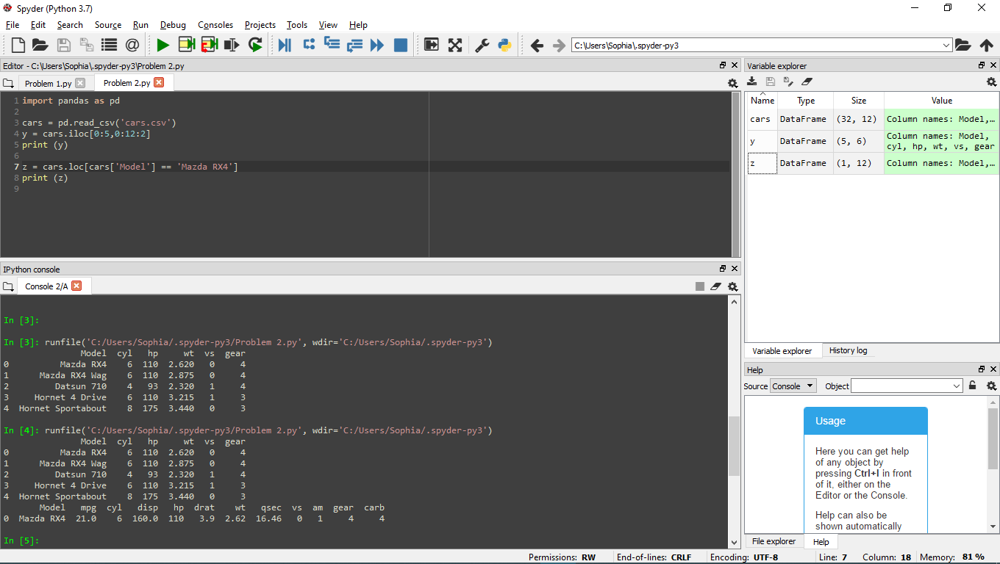 Spyder (Python 3.7)
File Edit Search Source Run Debug Consoles Projects Tools View Help
C:\Users\Sophia\.spyder-py3
Editor - C:\Users\Sophia\.spyder-py3\Problem 2.py
Problem 1.py Problem 2.py
1 import pandas as pd
2
3 cars = pd.read_csv('cars.csv')
4 y = cars.iloc[0:5,0:12:2]
5 print (y)
6
7 z = cars.loc[cars['Model'] == 'Mazda RX4']
8 print (z)
9
IPython console
Console 2/A
In [3]:
In [3]: runfile('C:/Users/Sophia/.spyder-py3/Problem 2.py', wdir='C:/Users/Sophia/.spyder-py3')
Model cyl hp wt vs gear
0 Mazda RX4 6 110 2.620 0 4
1 Mazda RX4 Wag 6 110 2.875 0 4
2 Datsun 710 4 93 2.320 1 4
3 Hornet 4 Drive 6 110 3.215 1 3
4 Hornet Sportabout 8 175 3.440 0 3
In [4]: runfile('C:/Users/Sophia/.spyder-py3/Problem 2.py', wdir='C:/Users/Sophia/.spyder-py3')
Model cyl hp wt vs gear
0 Mazda RX4 6 110 2.620 0 4
1 Mazda RX4 Wag 6 110 2.875 0 4
2 Datsun 710 4 93 2.320 1 4
3 Hornet 4 Drive 6 110 3.215 1 3
4 Hornet Sportabout 8 175 3.440 0 3
Model mpg cyl disp hp drat wt qsec vs am gear carb
0 Mazda RX4 21.0 6 160.0 110 3.9 2.62 16.46 0 1 4 4
In [5]:
Variable explorer
Name Type Size Value
cars DataFrame (32, 12) Column names: Model,…
y DataFrame (5, 6) Column names: Model,
cyl, hp, wt, vs, gear
z DataFrame (1, 12) Column names: Model,…
Variable explorer History log
Help
Source Console Object
Usage
Here you can get help
of any object by
pressing Ctrl+I in front
of it, either on the
Editor or the Console.
Help can also be
shown automatically
File explorer Help
Permissions: RW End-of-lines: CRLF Encoding: UTF-8 Line: 7 Column: 18 Memory: 81 %